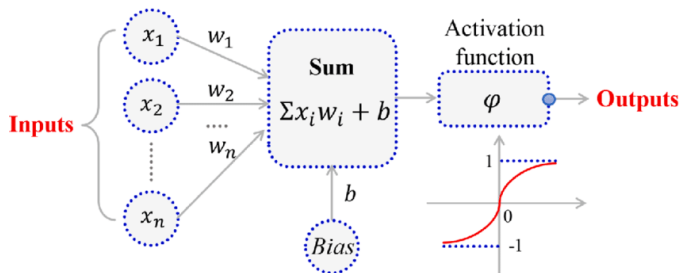 Inputs
x₁
x₂
xₙ
w₁
w₂
....
wₙ
Sum
Σxᵢwᵢ + b
b
Bias
Activation
function
φ
Outputs
1
0
-1